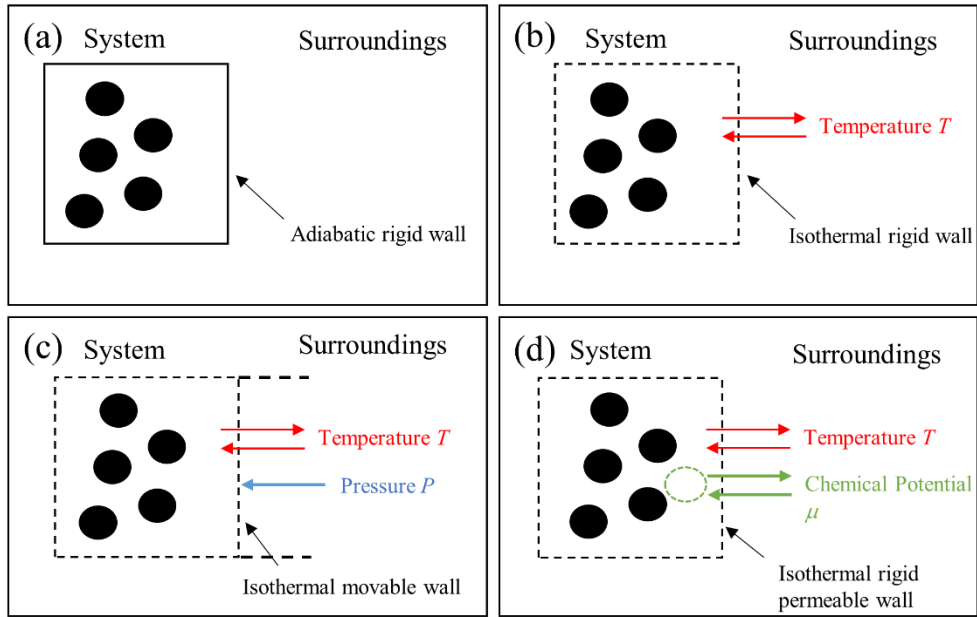 (a)
System
Surroundings
Adiabatic rigid wall
(b)
System
Surroundings
Temperature T
Isothermal rigid wall
(c)
System
Surroundings
Temperature T
Pressure P
Isothermal movable wall
(d)
System
Surroundings
Temperature T
Chemical Potential
μ
Isothermal rigid
permeable wall